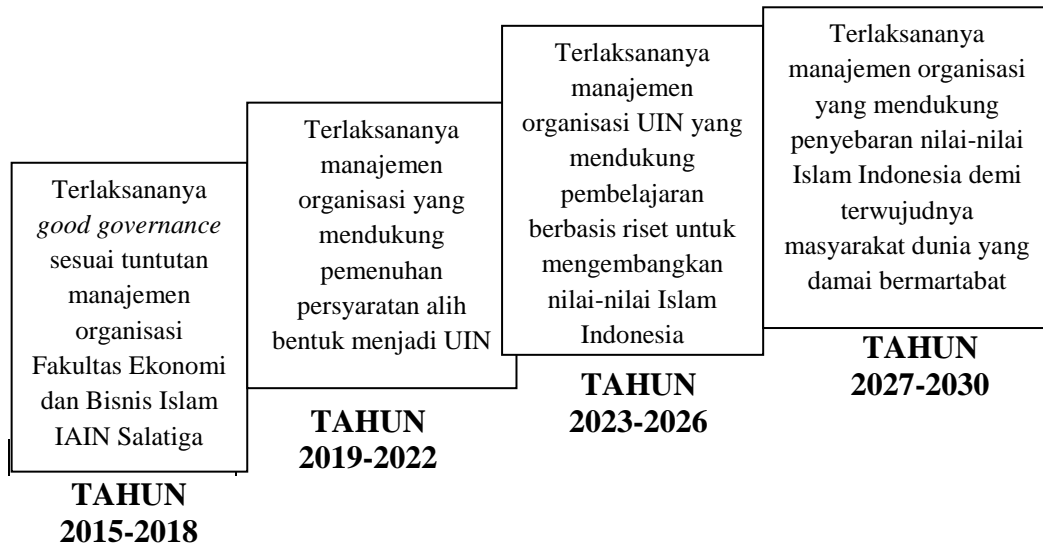 Terlaksananya
good governance
sesuai tuntutan
manajemen
organisasi
Fakultas Ekonomi
dan Bisnis Islam
IAIN Salatiga
TAHUN
2015-2018
Terlaksananya
manajemen
organisasi yang
mendukung
pemenuhan
persyaratan alih
bentuk menjadi UIN
TAHUN
2019-2022
Terlaksananya
manajemen
organisasi UIN yang
mendukung
pembelajaran
berbasis riset untuk
mengembangkan
nilai-nilai Islam
Indonesia
TAHUN
2023-2026
Terlaksananya
manajemen organisasi
yang mendukung
penyebaran nilai-nilai
Islam Indonesia demi
terwujudnya
masyarakat dunia yang
damai bermartabat
TAHUN
2027-2030